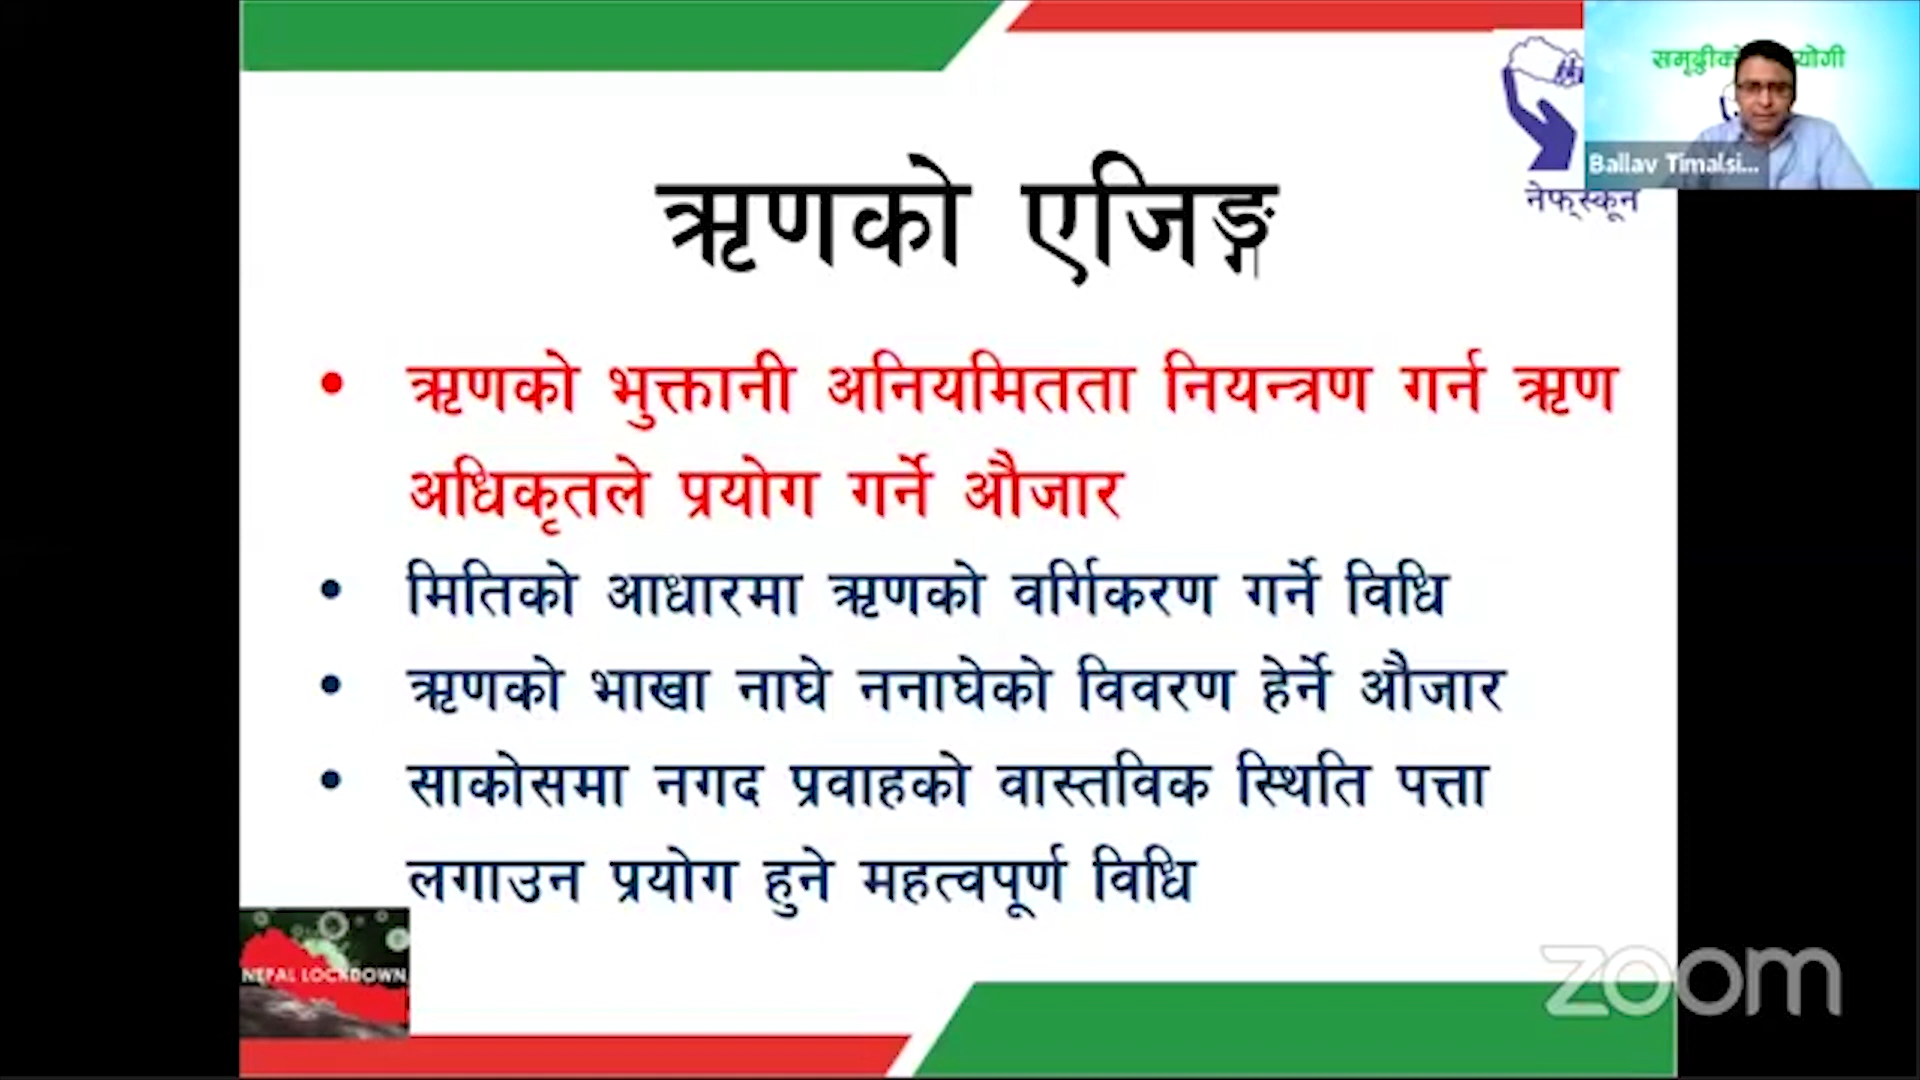 ऋणको एजिङ्ग
नेफ्स्कून
Ballav Timalsi...
• ऋणको भुक्तानी अनियमितता नियन्त्रण गर्न ऋण
अधिकृतले प्रयोग गर्ने औजार
• मितिको आधारमा ऋणको वर्गिकरण गर्ने विधि
• ऋणको भाखा नाघे ननाघेको विवरण हेर्ने औजार
• साकोसमा नगद प्रवाहको वास्तविक स्थिति पत्ता
लगाउन प्रयोग हुने महत्वपूर्ण विधि
NEPAL LOCKDOWN
zoom